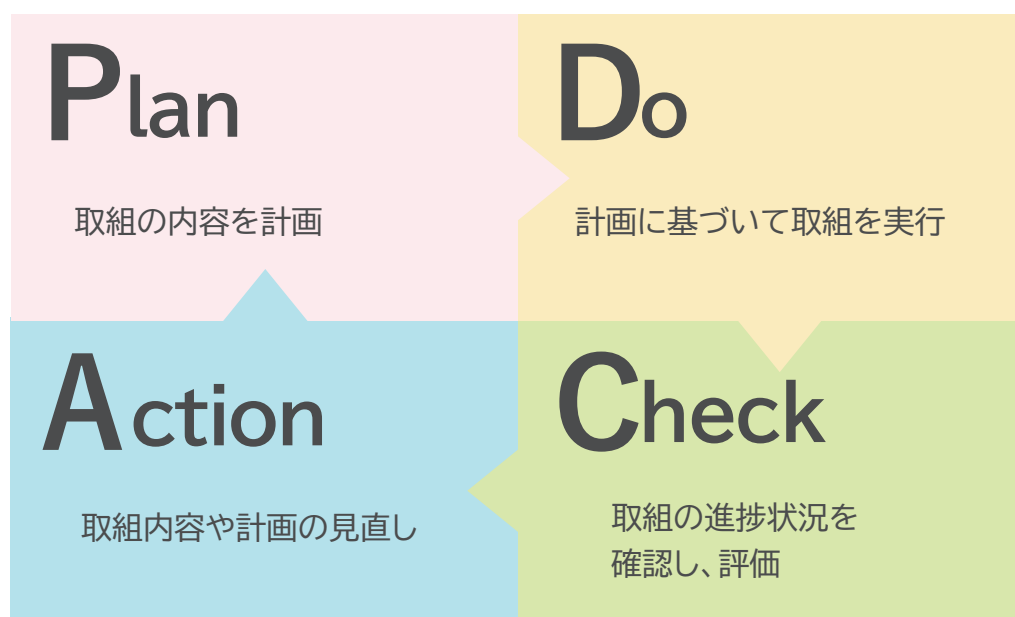 Plan
取組の内容を計画
Do
計画に基づいて取組を実行
Action
取組内容や計画の見直し
Check
取組の進捗状況を
確認し、評価